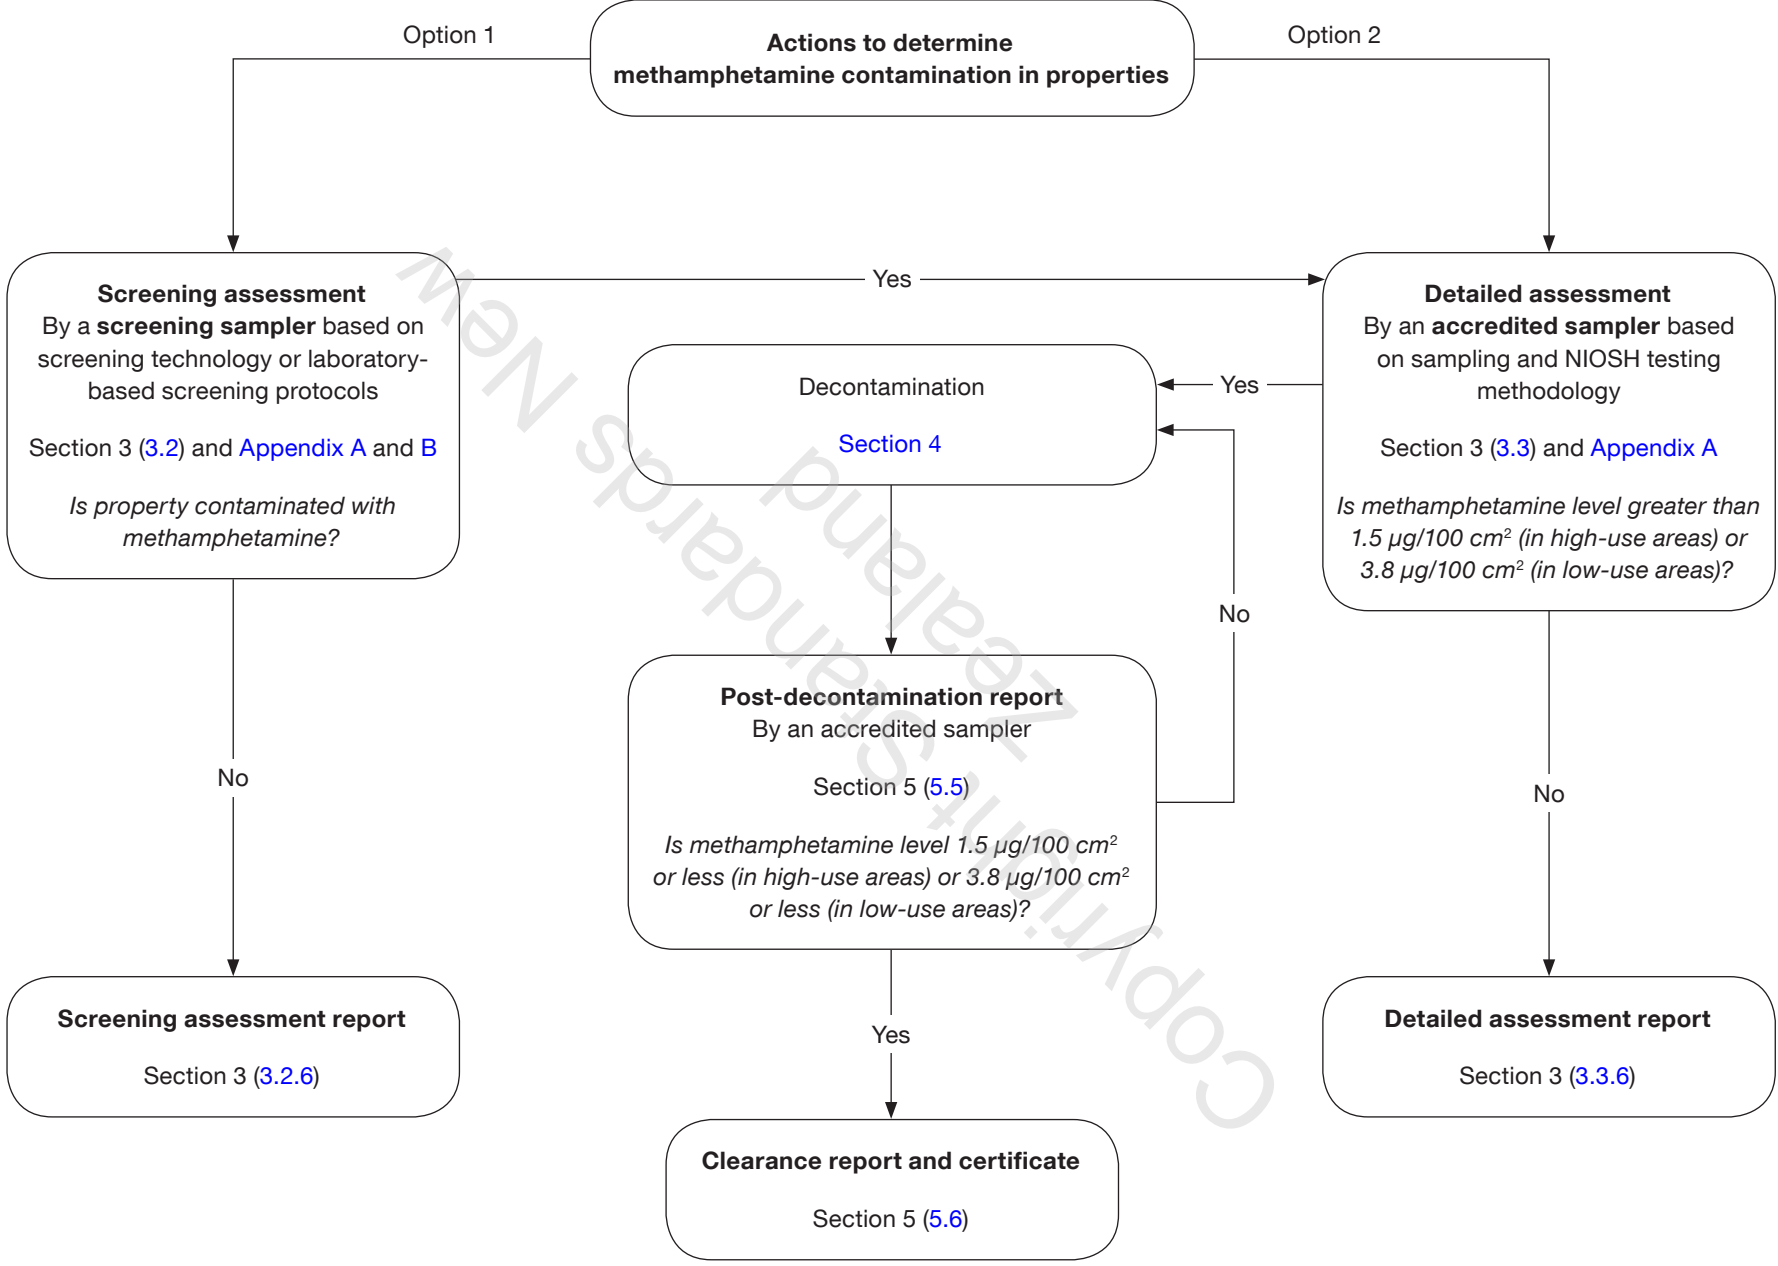 Option 1
Actions to determine
methamphetamine contamination in properties
Option 2
Screening assessment
By a screening sampler based on
screening technology or laboratory-
based screening protocols
Section 3 (3.2) and Appendix A and B
Is property contaminated with
methamphetamine?
Yes
Detailed assessment
By an accredited sampler based
on sampling and NIOSH testing
methodology
Section 3 (3.3) and Appendix A
Is methamphetamine level greater than
1.5 µg/100 cm² (in high-use areas) or
3.8 µg/100 cm² (in low-use areas)?
Yes
Decontamination
Section 4
No
Post-decontamination report
By an accredited sampler
Section 5 (5.5)
Is methamphetamine level 1.5 µg/100 cm²
or less (in high-use areas) or 3.8 µg/100 cm²
or less (in low-use areas)?
No
No
Yes
Screening assessment report
Section 3 (3.2.6)
Detailed assessment report
Section 3 (3.3.6)
Clearance report and certificate
Section 5 (5.6)
Copyright Standards New
Zealand